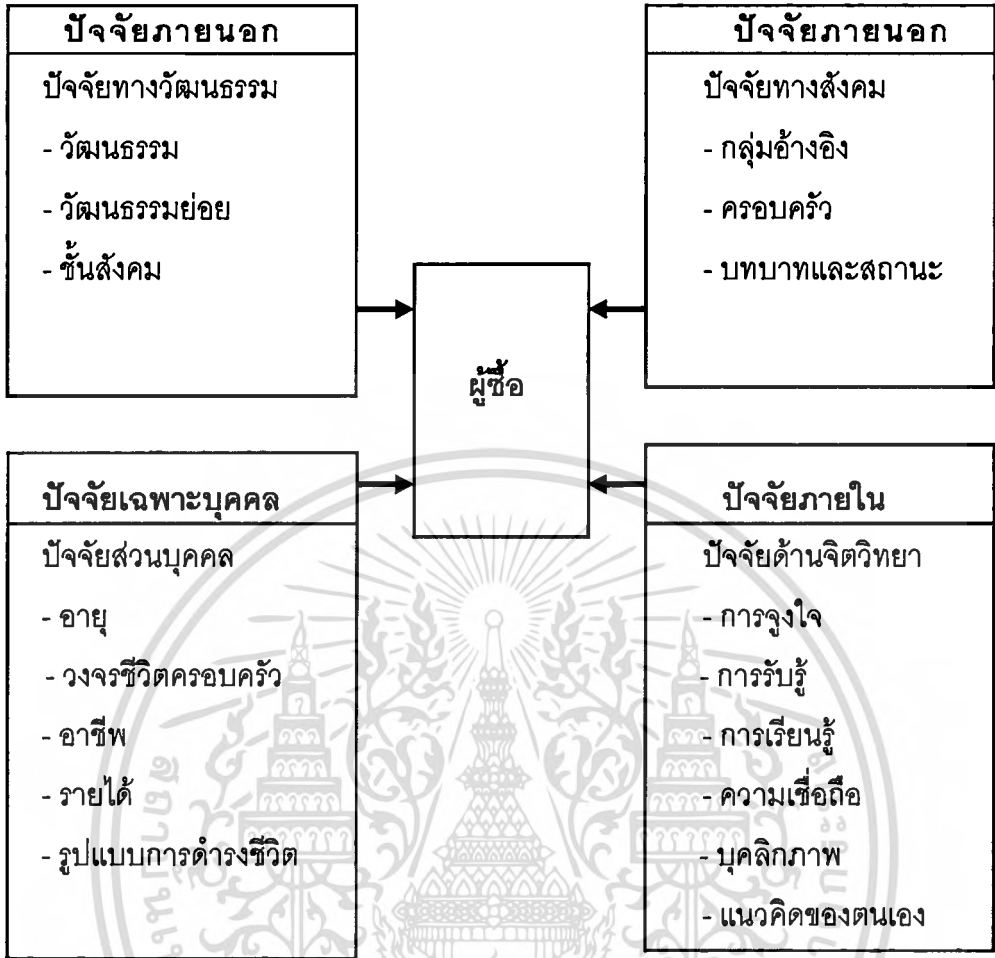 ปัจจัยภายนอก
ปัจจัยทางวัฒนธรรม
- วัฒนธรรม
- วัฒนธรรมย่อย
- ชั้นสังคม
ปัจจัยภายนอก
ปัจจัยทางสังคม
- กลุ่มอ้างอิง
- ครอบครัว
- บทบาทและสถานะ
ผู้ซื้อ
ปัจจัยเฉพาะบุคคล
ปัจจัยส่วนบุคคล
- อายุ
- วงจรชีวิตครอบครัว
- อาชีพ
- รายได้
- รูปแบบการดำรงชีวิต
ปัจจัยภายใน
ปัจจัยด้านจิตวิทยา
- การจูงใจ
- การรับรู้
- การเรียนรู้
- ความเชื่อถือ
- บุคลิกภาพ
- แนวคิดของตนเอง